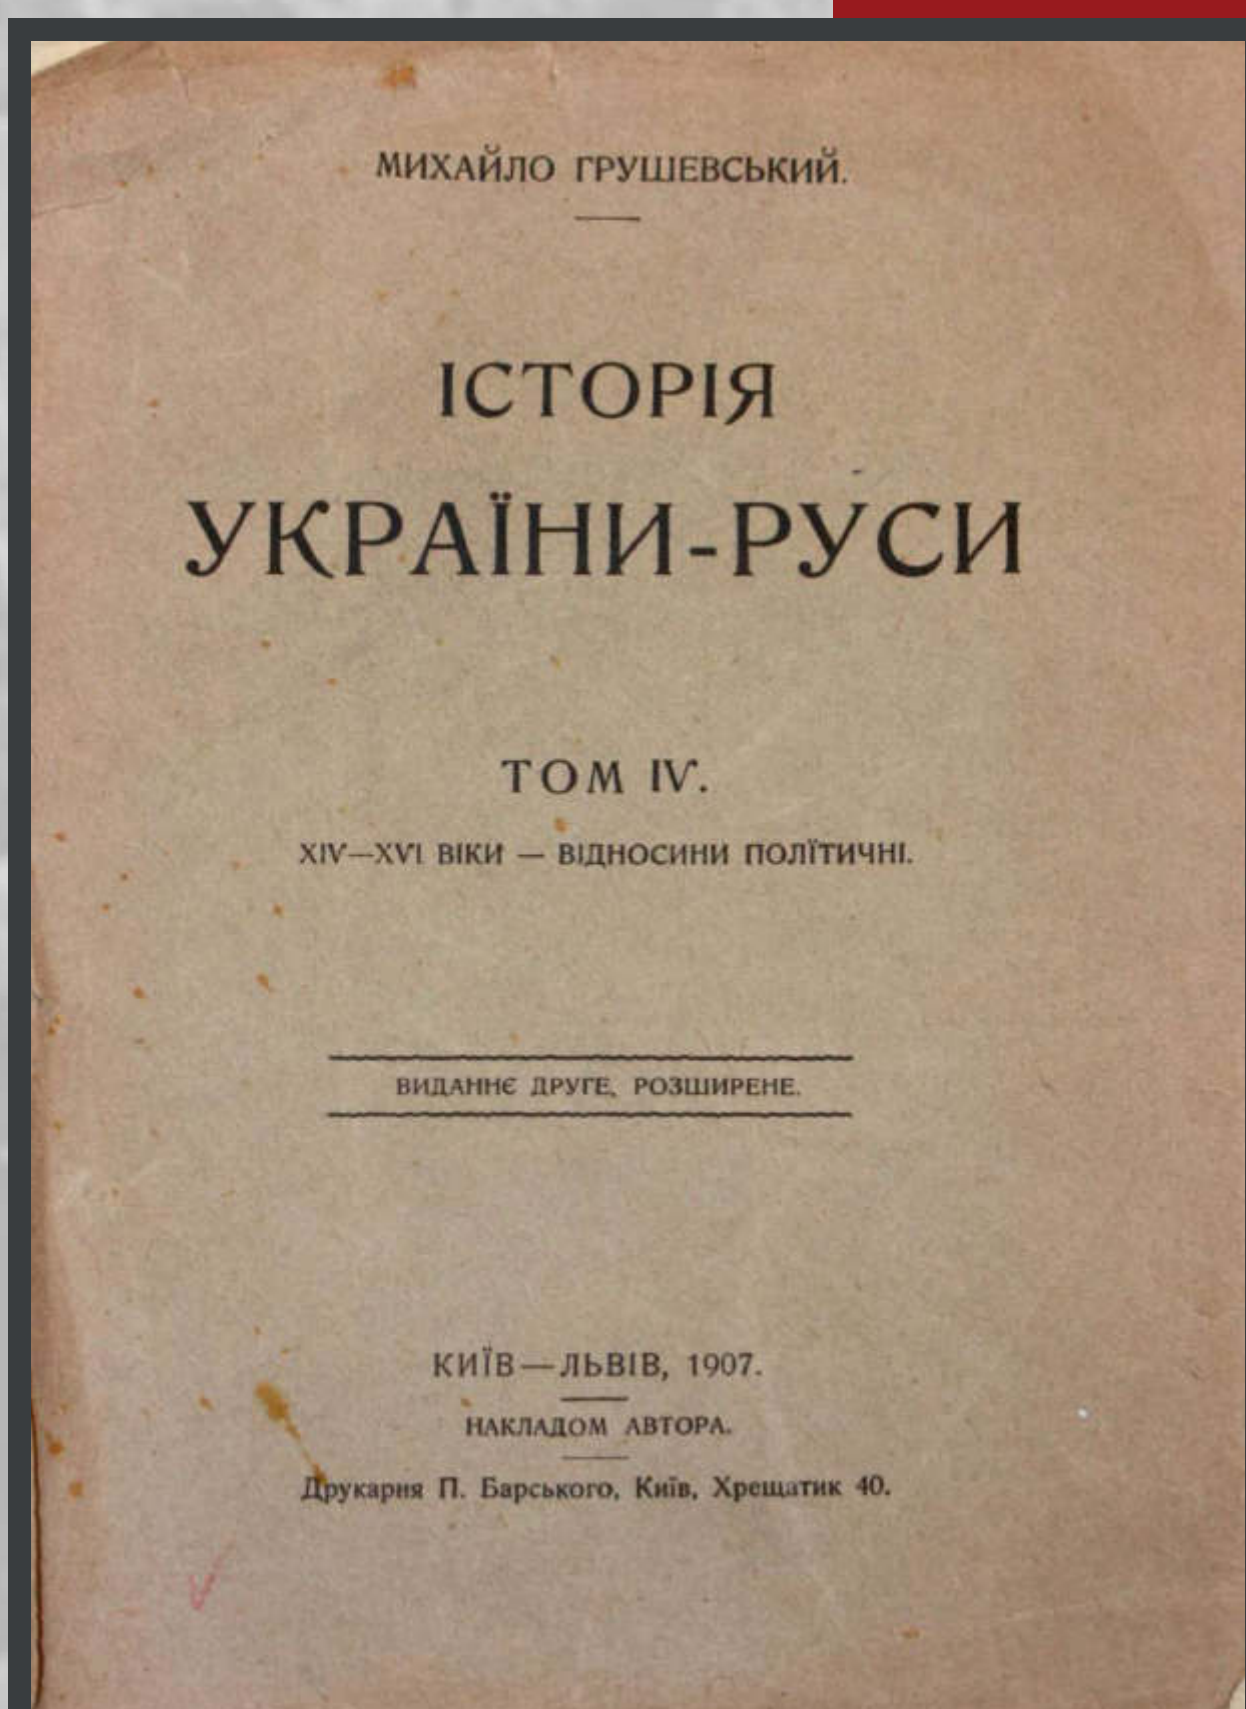 МИХАЙЛО ГРУШЕВСЬКИЙ.
ІСТОРІЯ
УКРАЇНИ-РУСИ
ТОМ IV.
XIV—XVI ВІКИ — ВІДНОСИНИ ПОЛЇТИЧНІ.
ВИДАННЄ ДРУГЕ, РОЗШИРЕНЕ.
КИЇВ—ЛЬВІВ, 1907.
НАКЛАДОМ АВТОРА.
Друкарня П. Барського, Київ, Хрещатик 40.